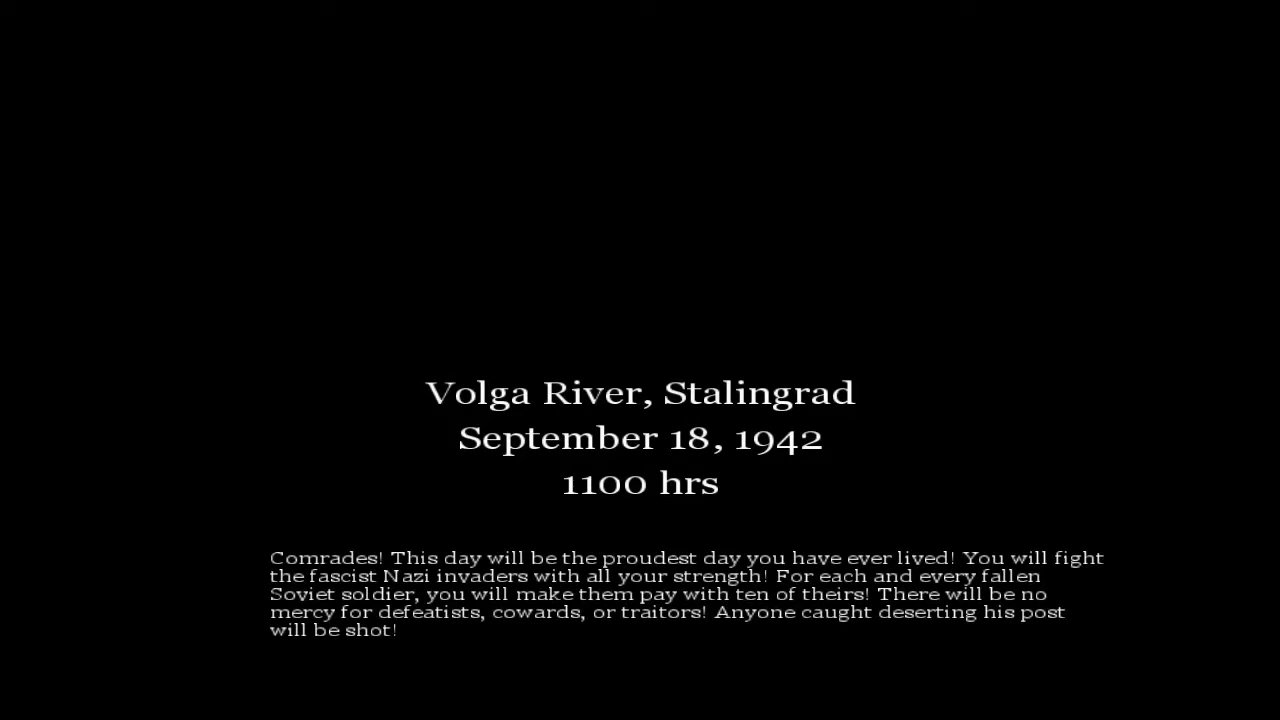 Volga River, Stalingrad
September 18, 1942
1100 hrs
Comrades! This day will be the proudest day you have ever lived! You will fight
the fascist Nazi invaders with all your strength! For each and every fallen
Soviet soldier, you will make them pay with ten of theirs! There will be no
mercy for defeatists, cowards, or traitors! Anyone caught deserting his post
will be shot!